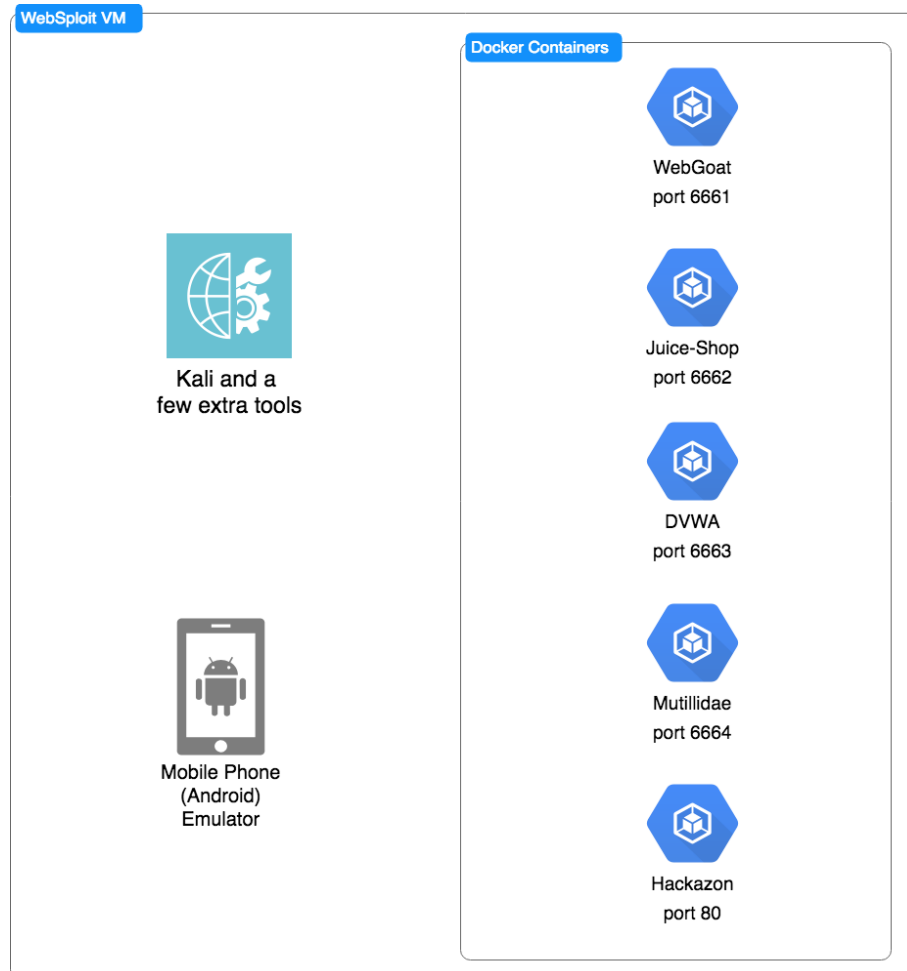 WebSploit VM
Docker Containers
WebGoat
port 6661
Juice-Shop
port 6662
Kali and a
few extra tools
DVWA
port 6663
Mutillidae
port 6664
Mobile Phone
(Android)
Emulator
Hackazon
port 80